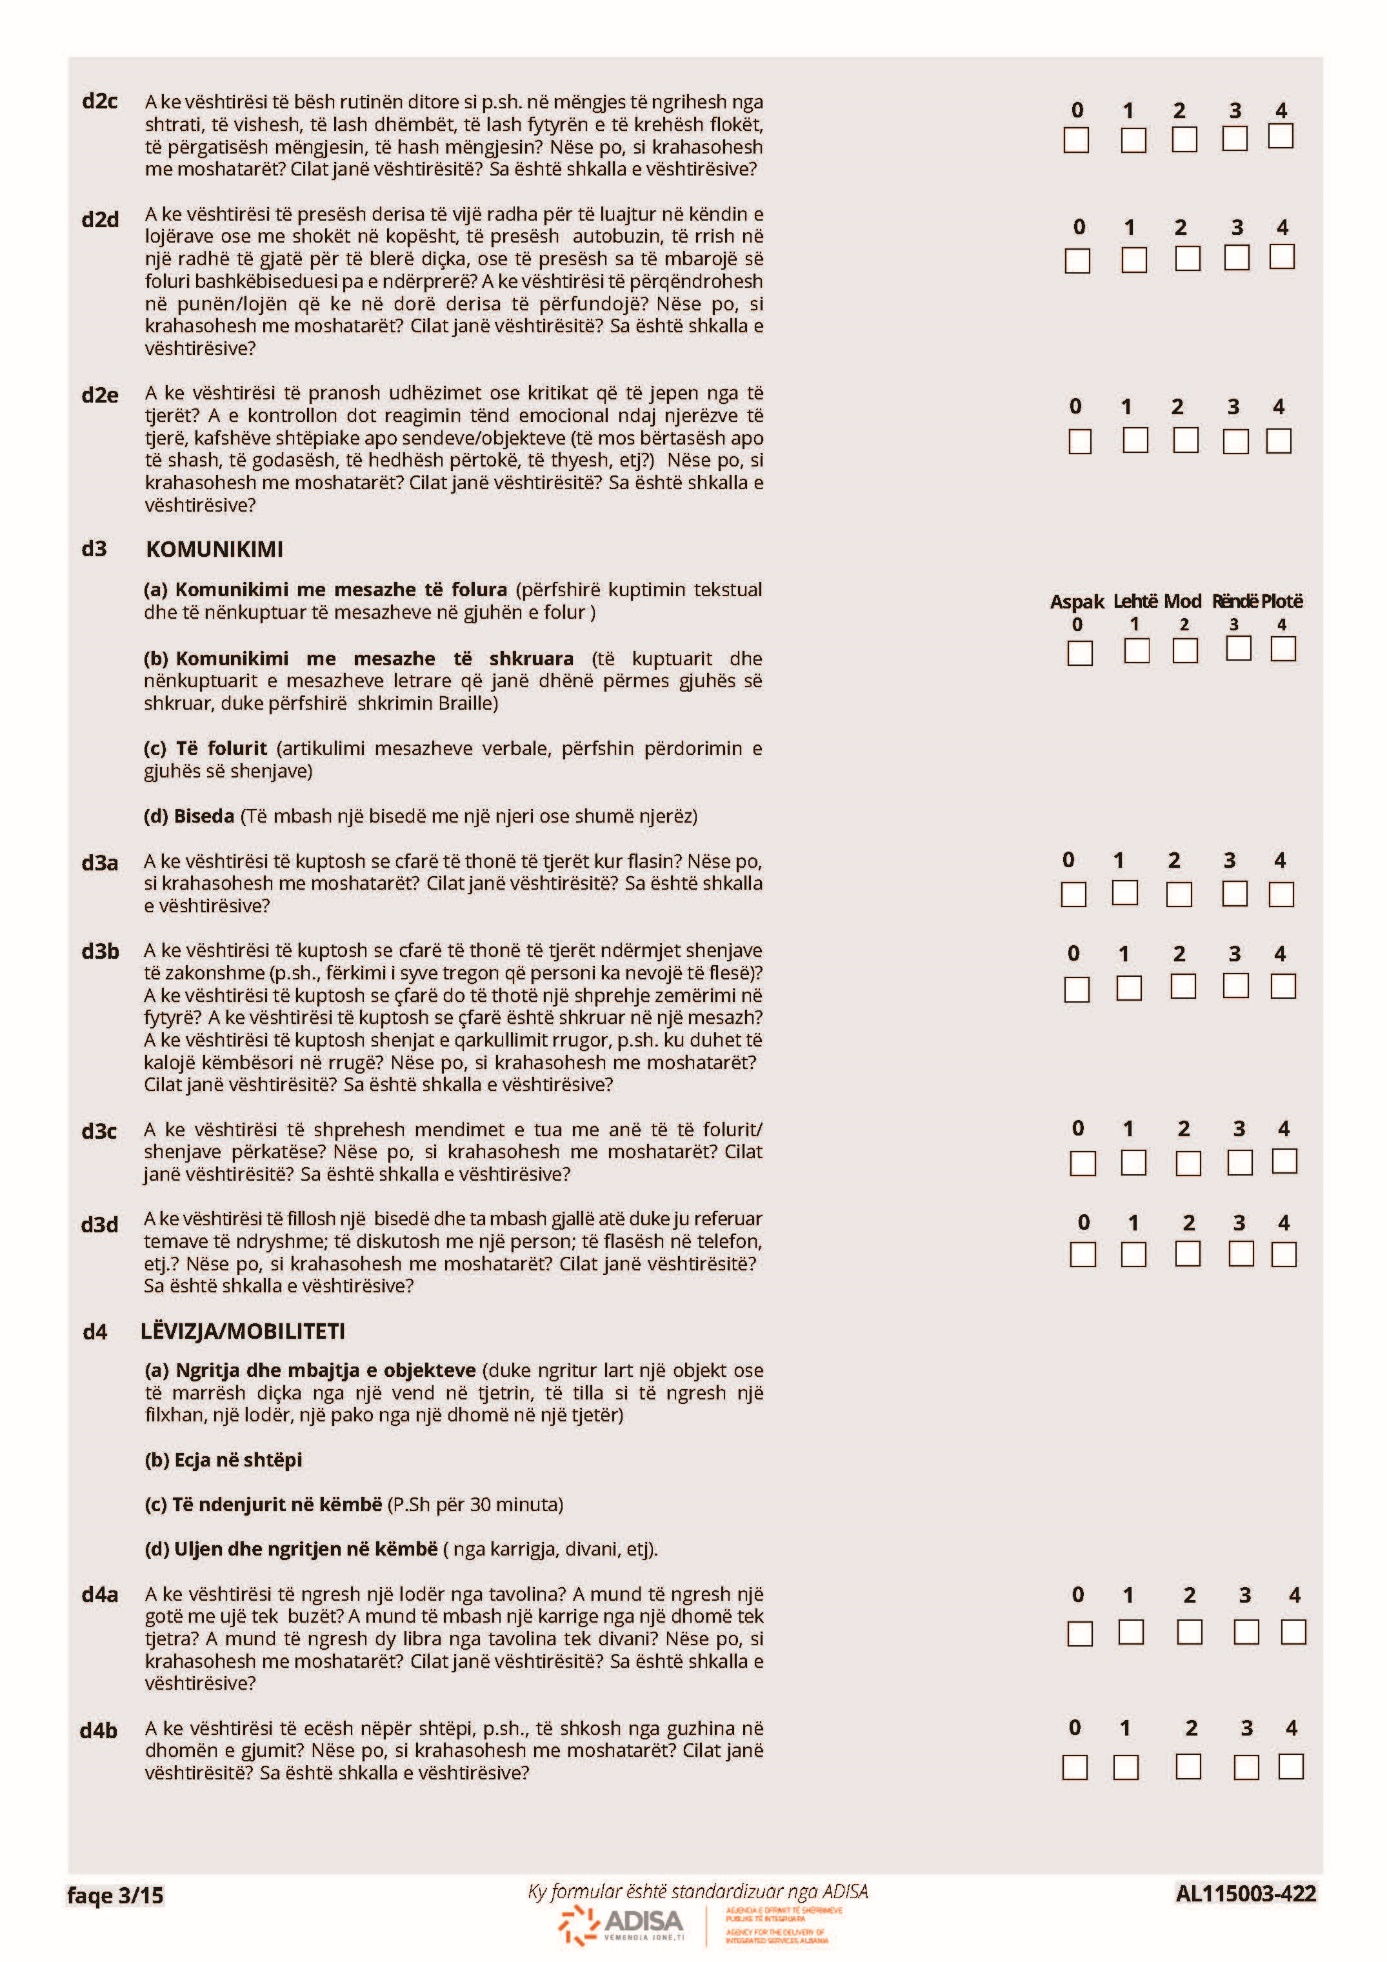 d2c A ke vështirësi të bësh rutinën ditore si p.sh. në mëngjes të ngrihesh nga
shtrati, të vishesh, të lash dhëmbët, të lash fytyrën e të krehësh flokët,
të përgatisësh mëngjesin, të hash mëngjesin? Nëse po, si krahasohesh
me moshatarët? Cilat janë vështirësitë? Sa është shkalla e vështirësive?
0 1 2 3 4
d2d A ke vështirësi të presësh derisa të vijë radha për të luajtur në këndin e
lojërave ose me shokët në kopësht, të presësh autobuzin, të rrish në
një radhë të gjatë për të blerë diçka, ose të presësh sa të mbarojë së
foluri bashkëbiseduesi pa e ndërprerë? A ke vështirësi të përqëndrohesh
në punën/lojën që ke në dorë derisa të përfundojë? Nëse po, si
krahasohesh me moshatarët? Cilat janë vështirësitë? Sa është shkalla e
vështirësive?
0 1 2 3 4
d2e A ke vështirësi të pranosh udhëzimet ose kritikat që të jepen nga të
tjerët? A e kontrollon dot reagimin tënd emocional ndaj njerëzve të
tjerë, kafshëve shtëpiake apo sendeve/objekteve (të mos bërtasësh apo
të shash, të godasësh, të hedhësh përtokë, të thyesh, etj?) Nëse po, si
krahasohesh me moshatarët? Cilat janë vështirësitë? Sa është shkalla e
vështirësive?
0 1 2 3 4
d3 KOMUNIKIMI
(a) Komunikimi me mesazhe të folura (përfshirë kuptimin tekstual
dhe të nënkuptuar të mesazheve në gjuhën e folur )
Aspak Lehtë Mod Rëndë Plotë
0 1 2 3 4
(b) Komunikimi me mesazhe të shkruara (të kuptuarit dhe
nënkuptuarit e mesazheve letrare që janë dhënë përmes gjuhës së
shkruar, duke përfshirë shkrimin Braille)
(c) Të folurit (artikulimi mesazheve verbale, përfshin përdorimin e
gjuhës së shenjave)
(d) Biseda (Të mbash një bisedë me një njeri ose shumë njerëz)
d3a A ke vështirësi të kuptosh se cfarë të thonë të tjerët kur flasin? Nëse po,
si krahasohesh me moshatarët? Cilat janë vështirësitë? Sa është shkalla
e vështirësive?
0 1 2 3 4
d3b A ke vështirësi të kuptosh se cfarë të thonë të tjerët ndërmjet shenjave
të zakonshme (p.sh., fërkimi i syve tregon që personi ka nevojë të flesë)?
A ke vështirësi të kuptosh se çfarë do të thotë një shprehje zemërimi në
fytyrë? A ke vështirësi të kuptosh se çfarë është shkruar në një mesazh?
A ke vështirësi të kuptosh shenjat e qarkullimit rrugor, p.sh. ku duhet të
kalojë këmbësori në rrugë? Nëse po, si krahasohesh me moshatarët?
Cilat janë vështirësitë? Sa është shkalla e vështirësive?
0 1 2 3 4
d3c A ke vështirësi të shprehesh mendimet e tua me anë të të folurit/
shenjave përkatëse? Nëse po, si krahasohesh me moshatarët? Cilat
janë vështirësitë? Sa është shkalla e vështirësive?
0 1 2 3 4
d3d A ke vështirësi të fillosh një bisedë dhe ta mbash gjallë atë duke ju referuar
temave të ndryshme; të diskutosh me një person; të flasësh në telefon,
etj.? Nëse po, si krahasohesh me moshatarët? Cilat janë vështirësitë?
Sa është shkalla e vështirësive?
0 1 2 3 4
d4 LËVIZJA/MOBILITETI
(a) Ngritja dhe mbajtja e objekteve (duke ngritur lart një objekt ose
të marrësh diçka nga një vend në tjetrin, të tilla si të ngresh një
filxhan, një lodër, një pako nga një dhomë në një tjetër)
(b) Ecja në shtëpi
(c) Të ndenjurit në këmbë (P.Sh për 30 minuta)
(d) Uljen dhe ngritjen në këmbë ( nga karrigja, divani, etj).
d4a A ke vështirësi të ngresh një lodër nga tavolina? A mund të ngresh një
gotë me ujë tek buzët? A mund të mbash një karrige nga një dhomë tek
tjetra? A mund të ngresh dy libra nga tavolina tek divani? Nëse po, si
krahasohesh me moshatarët? Cilat janë vështirësitë? Sa është shkalla e
vështirësive?
0 1 2 3 4
d4b A ke vështirësi të ecësh nëpër shtëpi, p.sh., të shkosh nga guzhina në
dhomën e gjumit? Nëse po, si krahasohesh me moshatarët? Cilat janë
vështirësitë? Sa është shkalla e vështirësive?
0 1 2 3 4
faqe 3/15
Ky formular është standardizuar nga ADISA
AL115003-422
ADISA
VEMENDJA JONË, TI
AGJENCIA E OFRIMIT TË SHËRBIMEVE
PUBLIKE TË INTEGRUARA
AGENCY FOR THE DELIVERY OF
INTEGRATED SERVICES ALBANIA